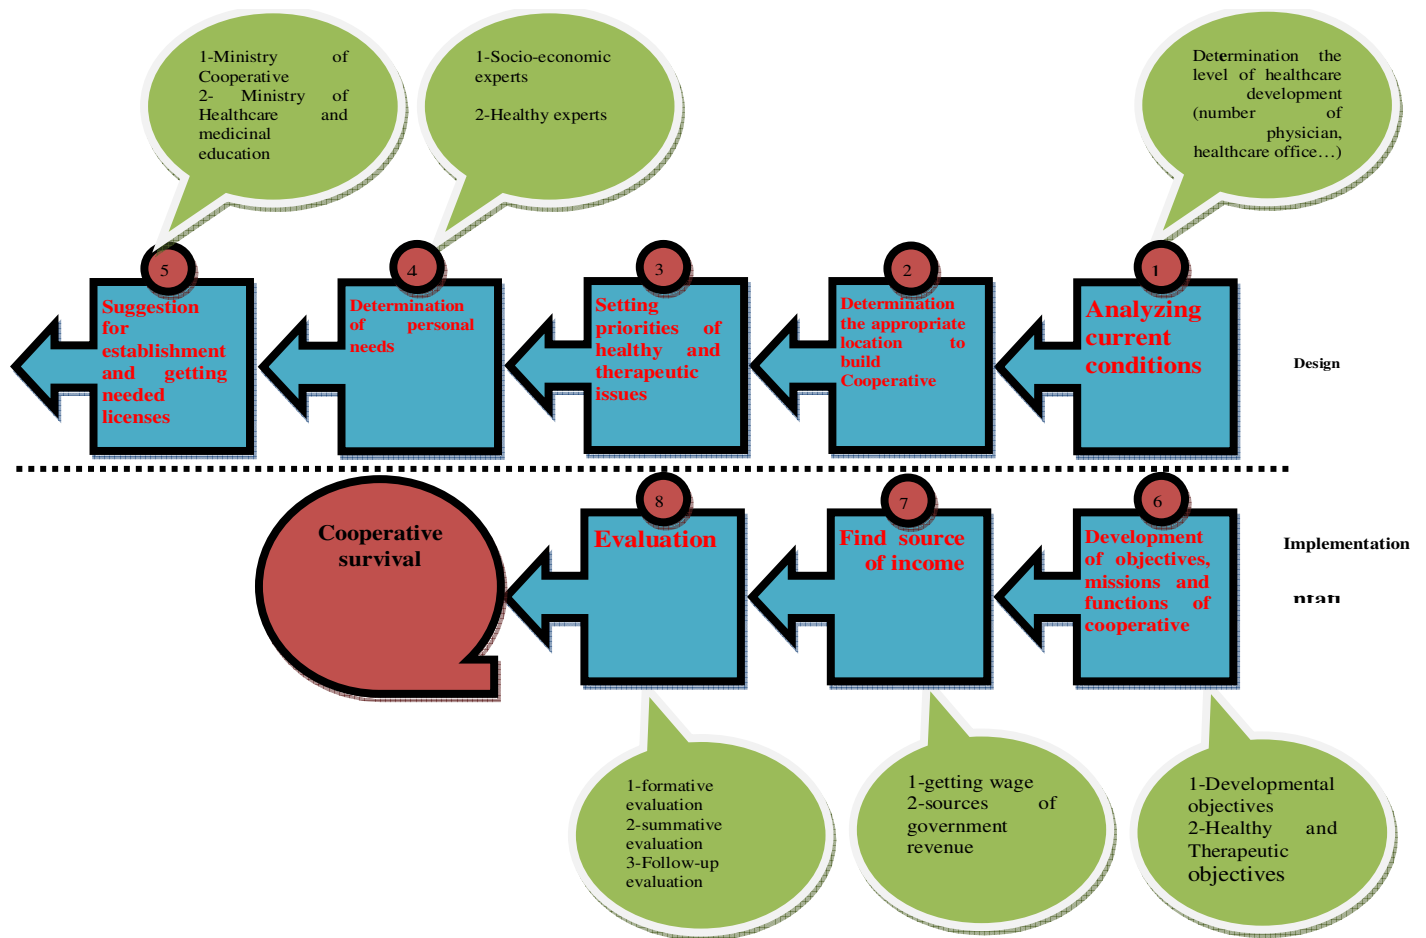 1-Ministry of
Cooperative
2- Ministry of
Healthcare and
medicinal
education
1-Socio-economic
experts
2-Healthy experts
Determination the
level of healthcare
development
(number of
physician,
healthcare office...)
5
Suggestion
for
establishment
and getting
needed
licenses
4
Determination
of personal
needs
3
Setting
priorities of
healthy and
therapeutic
issues
2
Determination
the appropriate
location to
build
Cooperative
1
Analyzing
current
conditions
Design
Cooperative
survival
8
Evaluation
7
Find source
of income
6
Development
of objectives,
missions and
functions of
cooperative
Implementation
ntati
1-formative
evaluation
2-summative
evaluation
3-Follow-up
evaluation
1-getting wage
2-sources of
government
revenue
1-Developmental
objectives
2-Healthy and
Therapeutic
objectives